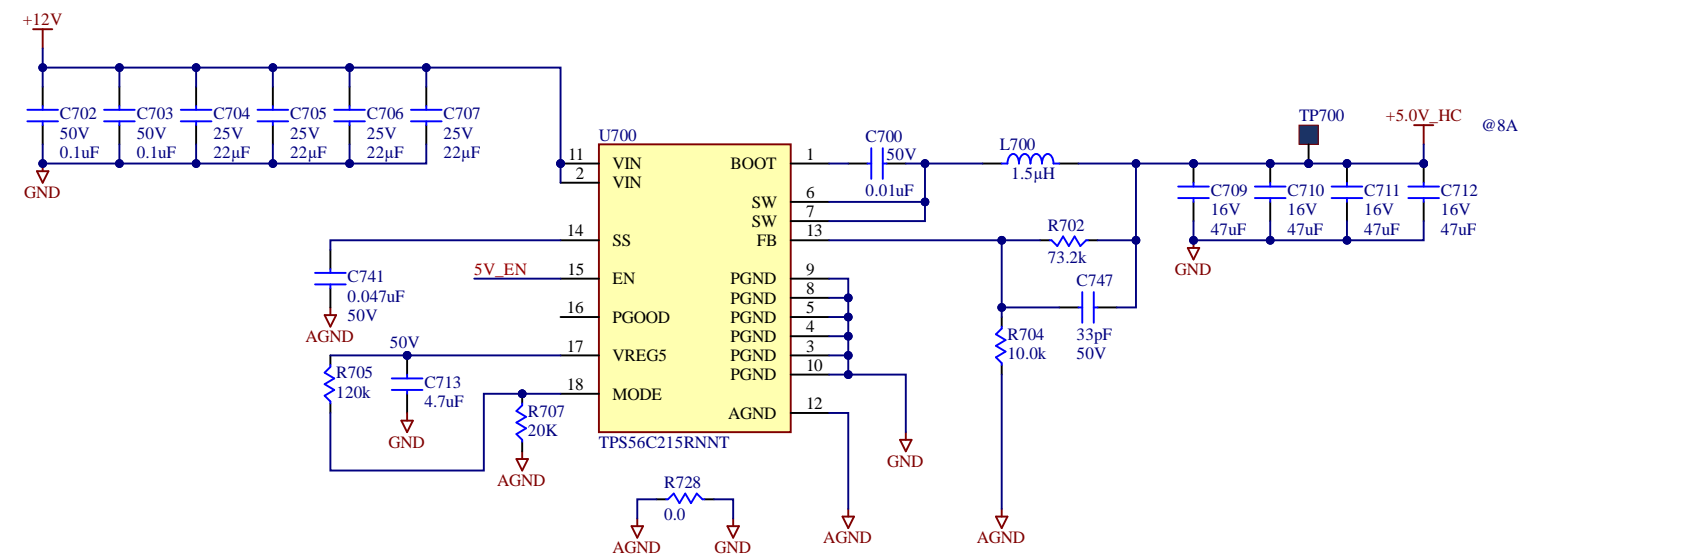 +12V
C702
50V
0.1uF
C703
50V
0.1uF
C704
25V
22µF
C705
25V
22µF
C706
25V
22µF
C707
25V
22µF
GND
U700
11 VIN
2 VIN
14 SS
15 EN
16 PGOOD
17 VREG5
18 MODE
BOOT 1
SW 6
SW 7
FB 13
PGND 9
PGND 8
PGND 5
PGND 4
PGND 3
PGND 10
AGND 12
TPS56C215RNNT
C741
0.047uF
50V
AGND
5V_EN
50V
R705
120k
C713
4.7uF
GND
R707
20K
AGND
R728
0.0
AGND
GND
C700
50V
0.01uF
L700
1.5µH
R702
73.2k
C747
33pF
50V
R704
10.0k
GND
AGND
AGND
TP700
+5.0V_HC
@8A
C709
16V
47uF
C710
16V
47uF
C711
16V
47uF
C712
16V
47uF
GND